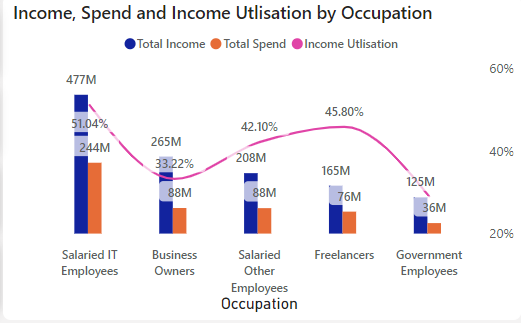 Income, Spend and Income Utlisation by Occupation
Total Income Total Spend Income Utlisation
60%
477M
51.04%
244M
265M
33.22%
88M
42.10%
208M
88M
45.80%
165M
76M
125M
36M
40%
20%
Salaried IT
Employees
Business
Owners
Salaried
Other
Employees
Freelancers
Government
Employees
Occupation